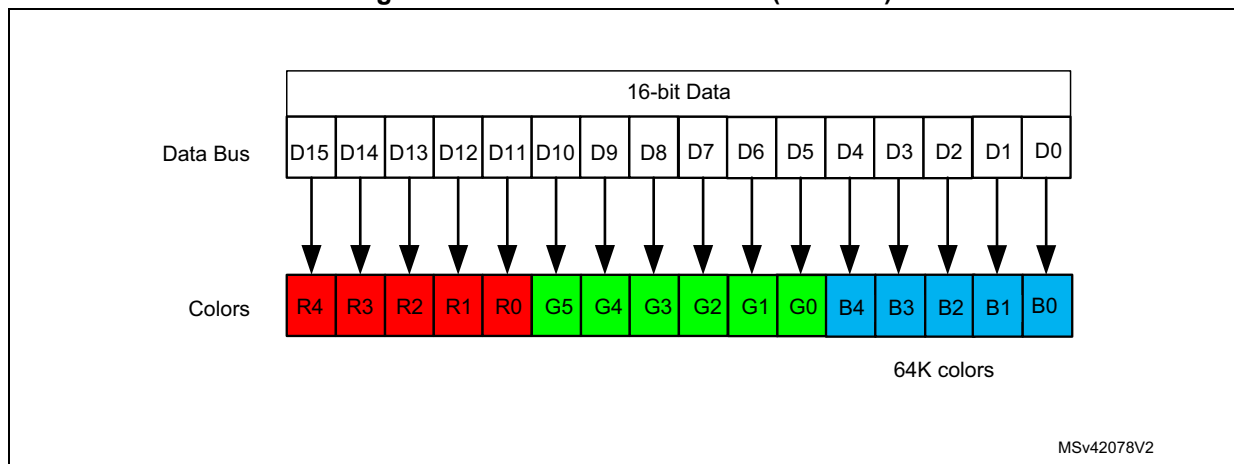 16-bit Data
Data Bus D15 D14 D13 D12 D11 D10 D9 D8 D7 D6 D5 D4 D3 D2 D1 D0
Colors R4 R3 R2 R1 R0 G5 G4 G3 G2 G1 G0 B4 B3 B2 B1 B0
64K colors
MSv42078V2